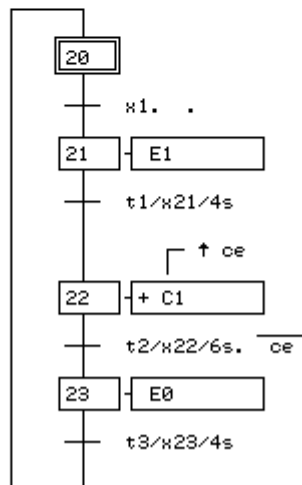 20
x1. .
21 E1
t1/x21/4s
↑ ce
22 + C1
t2/x22/6s. ce
23 E0
t3/x23/4s